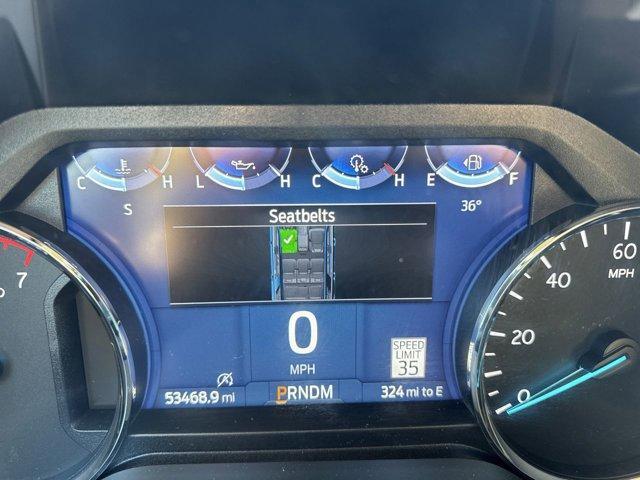 C H L H C H E F
S 36°
Seatbelts
7 60
MPH
40
20
0
0
MPH
SPEED
LIMIT
35
53468.9 mi PRNDM 324 mi to E